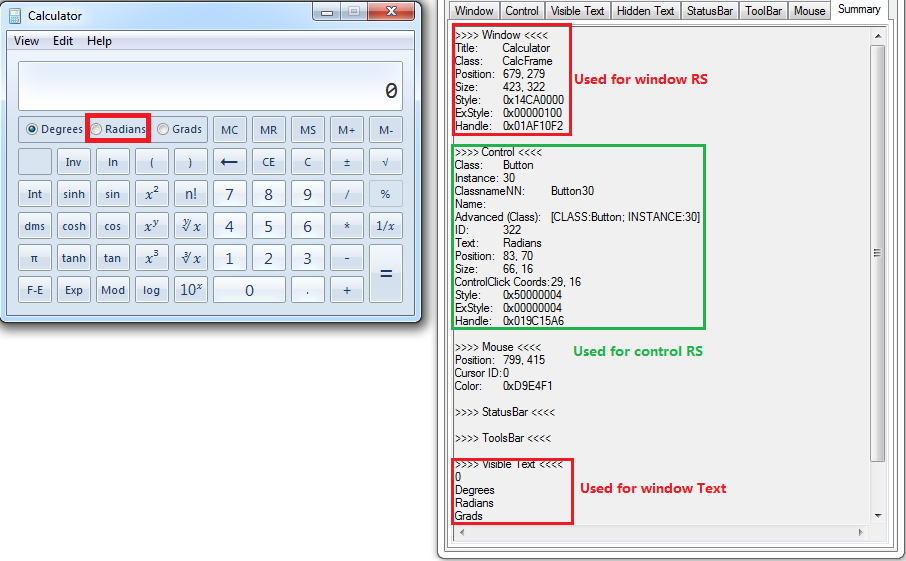 Calculator
View Edit Help
0
Degrees Radians Grads MC MR MS M+ M-
Inv ln ( ) ← CE C ± √
Int sinh sin x² n! 7 8 9 / %
dms cosh cos xʸ ʸ√x 4 5 6 * 1/x
π tanh tan x³ ³√x 1 2 3 - =
F-E Exp Mod log 10ˣ 0 . +
Window Control Visible Text Hidden Text StatusBar ToolBar Mouse Summary
>>>> Window <<<<
Title: Calculator
Class: CalcFrame
Position: 679, 279
Size: 423, 322
Style: 0x14CA0000
ExStyle: 0x00000100
Handle: 0x01AF10F2
Used for window RS
>>>> Control <<<<
Class: Button
Instance: 30
ClassnameNN: Button30
Name:
Advanced (Class): [CLASS:Button; INSTANCE:30]
ID: 322
Text: Radians
Position: 83, 70
Size: 66, 16
ControlClick Coords: 29, 16
Style: 0x50000004
ExStyle: 0x00000004
Handle: 0x019C15A6
Used for control RS
>>>> Mouse <<<<
Position: 799, 415
Cursor ID: 0
Color: 0xD9E4F1
>>>> StatusBar <<<<
>>>> ToolsBar <<<<
>>>> Visible Text <<<<
0
Degrees
Radians
Grads
Used for window Text